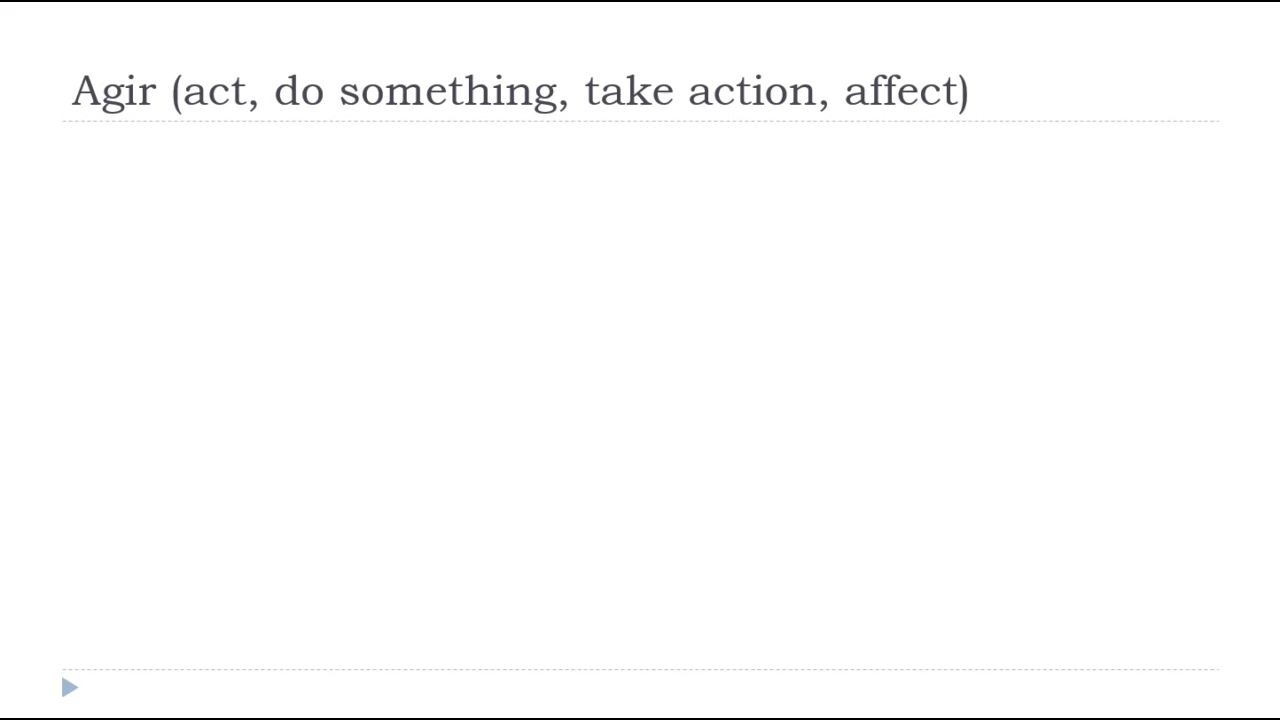 Agir (act, do something, take action, affect)